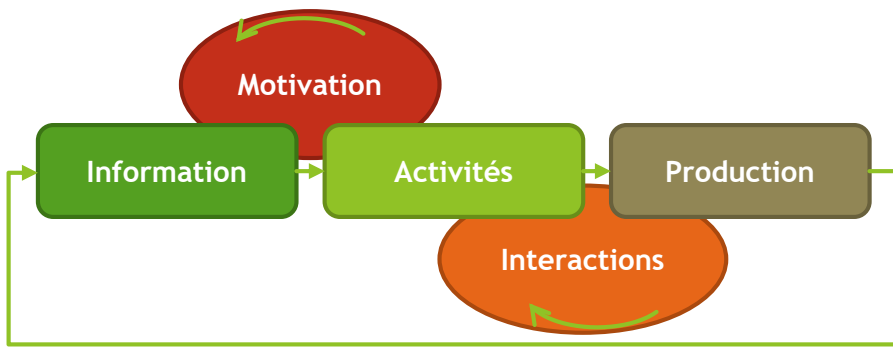 Motivation
Information
Activités
Production
Interactions